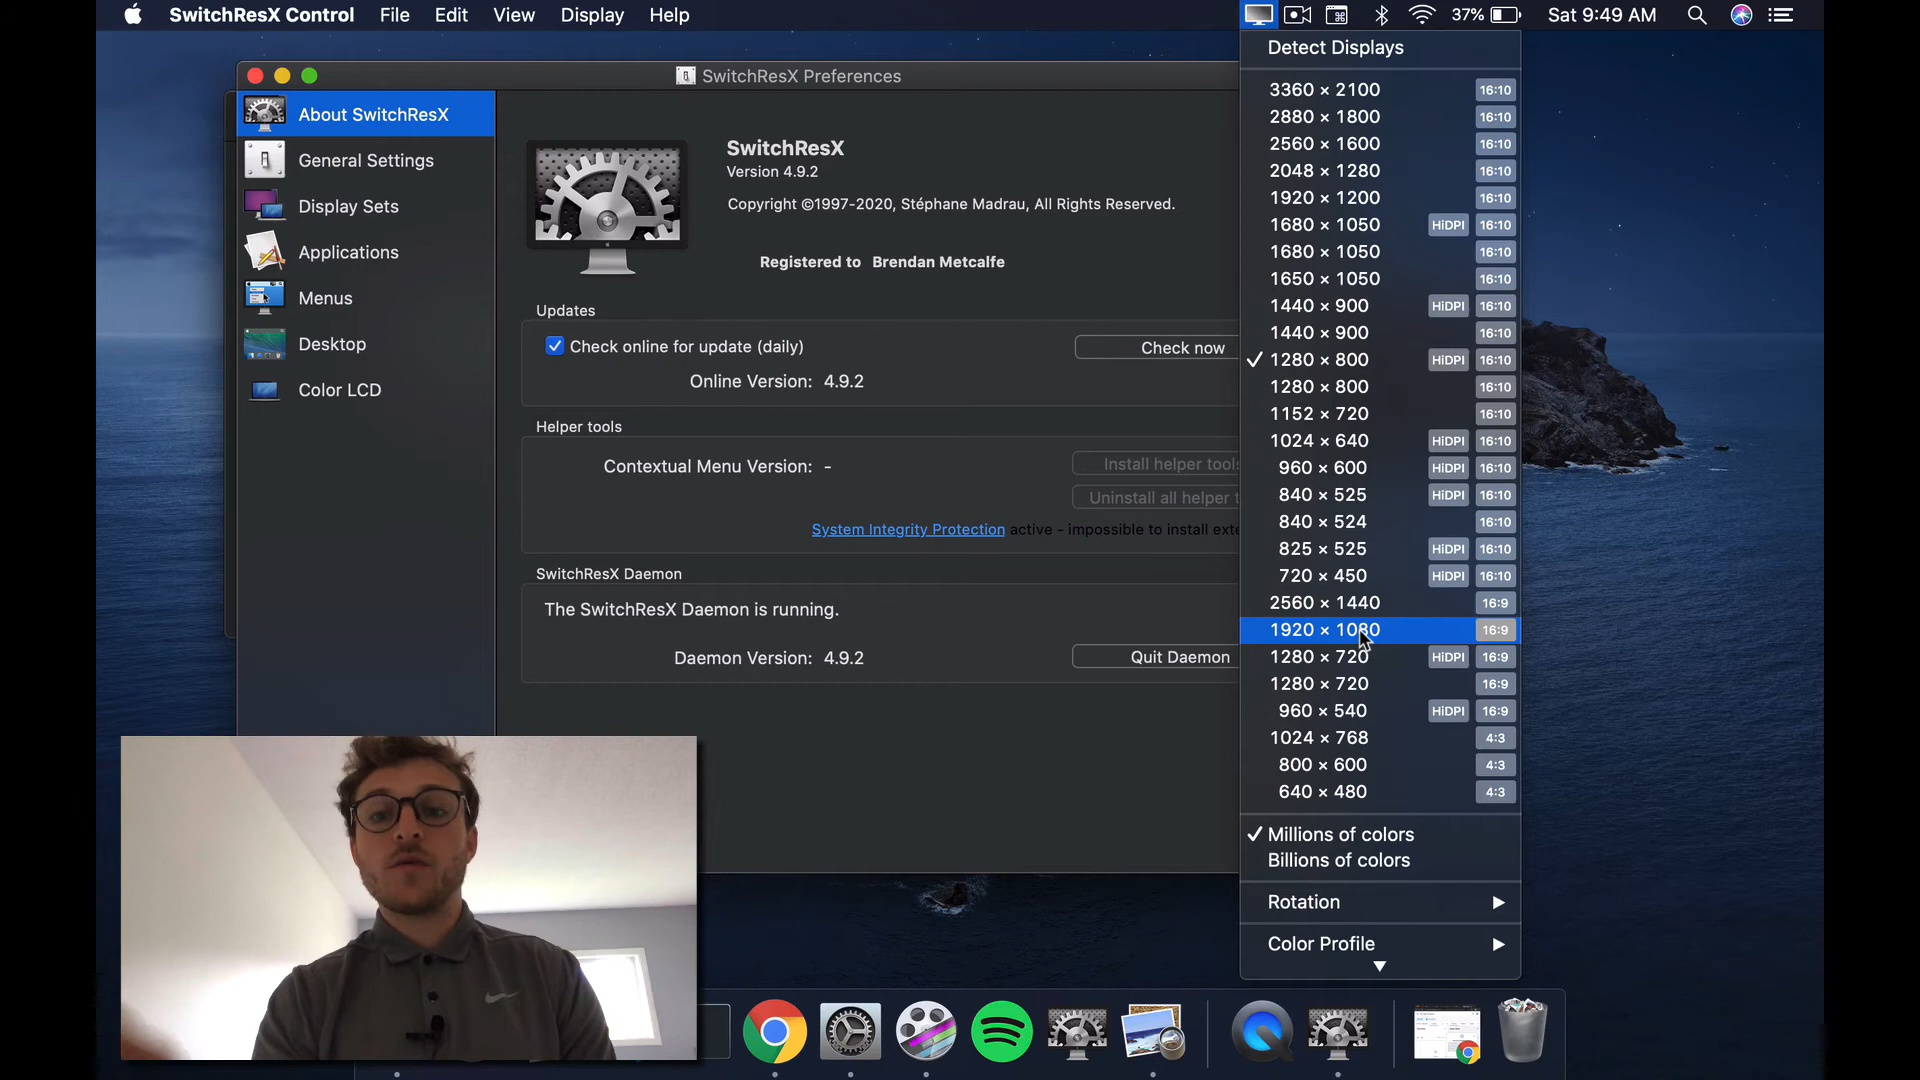 SwitchResX Control File Edit View Display Help
37% Sat 9:49 AM
SwitchResX Preferences
About SwitchResX
General Settings
Display Sets
Applications
Menus
Desktop
Color LCD
SwitchResX
Version 4.9.2
Copyright ©1997-2020, Stéphane Madrau, All Rights Reserved.
Registered to Brendan Metcalfe
Updates
Check online for update (daily)
Check now
Online Version: 4.9.2
Helper tools
Contextual Menu Version: -
Install helper tools
Uninstall all helper t
System Integrity Protection active - impossible to install exte
SwitchResX Daemon
The SwitchResX Daemon is running.
Daemon Version: 4.9.2
Quit Daemon
Detect Displays
3360 × 2100 16:10
2880 × 1800 16:10
2560 × 1600 16:10
2048 × 1280 16:10
1920 × 1200 16:10
1680 × 1050 HiDPI 16:10
1680 × 1050 16:10
1650 × 1050 16:10
1440 × 900 HiDPI 16:10
1440 × 900 16:10
✓ 1280 × 800 HiDPI 16:10
1280 × 800 16:10
1152 × 720 16:10
1024 × 640 HiDPI 16:10
960 × 600 HiDPI 16:10
840 × 525 HiDPI 16:10
840 × 524 16:10
825 × 525 HiDPI 16:10
720 × 450 HiDPI 16:10
2560 × 1440 16:9
1920 × 1080 16:9
1280 × 720 HiDPI 16:9
1280 × 720 16:9
960 × 540 HiDPI 16:9
1024 × 768 4:3
800 × 600 4:3
640 × 480 4:3
✓ Millions of colors
Billions of colors
Rotation
Color Profile